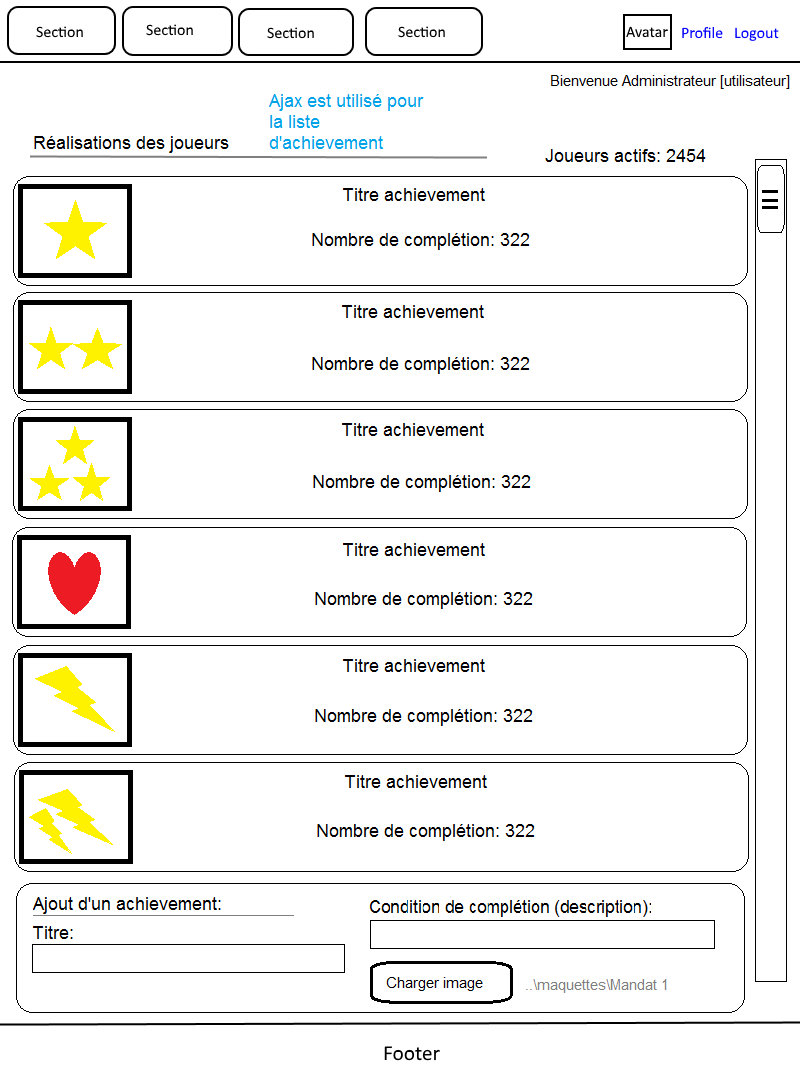 Section
Section
Section
Section
Avatar
Profile
Logout
Bienvenue Administrateur [utilisateur]
Ajax est utilisé pour
la liste
d'achievement
Réalisations des joueurs
Joueurs actifs: 2454
Titre achievement
Nombre de complétion: 322
Titre achievement
Nombre de complétion: 322
Titre achievement
Nombre de complétion: 322
Titre achievement
Nombre de complétion: 322
Titre achievement
Nombre de complétion: 322
Titre achievement
Nombre de complétion: 322
Ajout d'un achievement:
Titre:
Condition de complétion (description):
Charger image
..\maquettes\Mandat 1
Footer